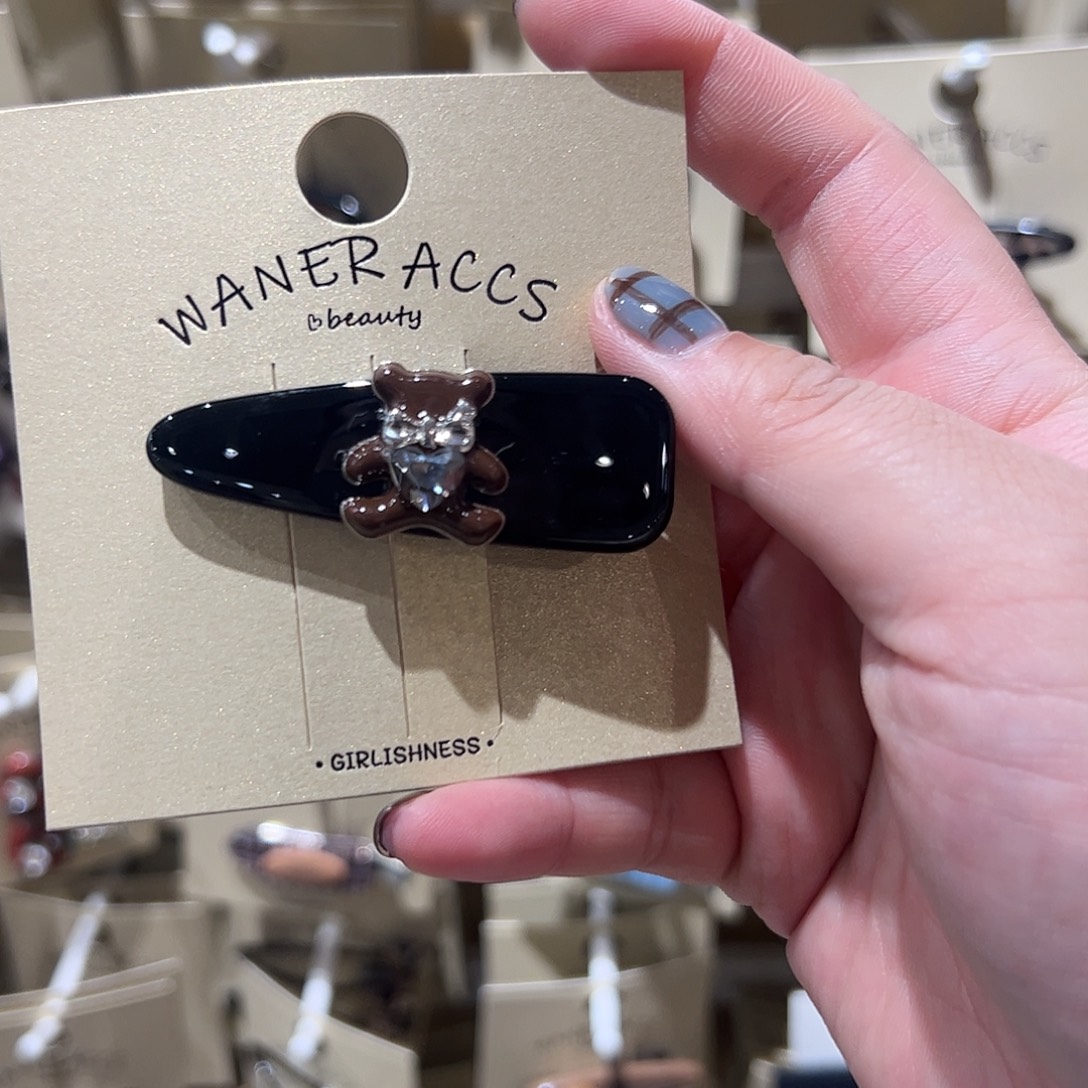 WANER ACCS
beauty
• GIRLISHNESS •